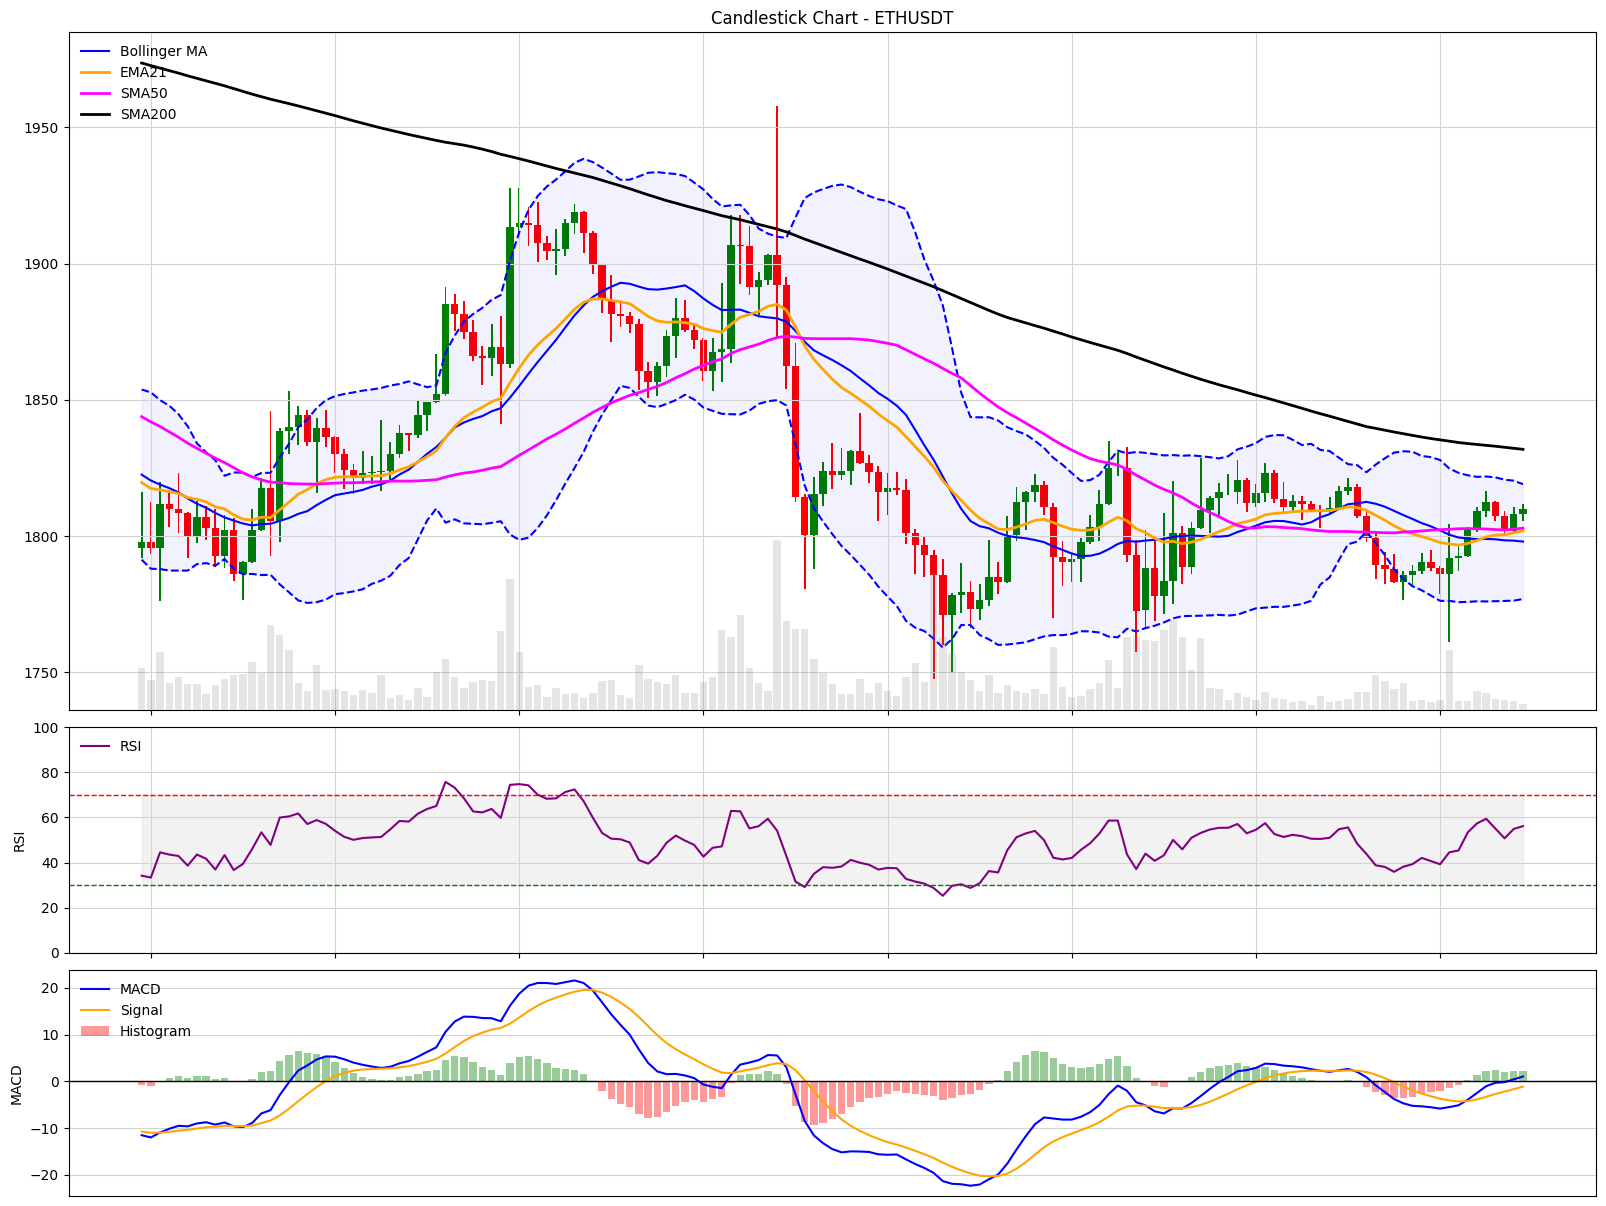 Candlestick Chart - ETHUSDT
Bollinger MA
EMA21
SMA50
SMA200
1950
1900
1850
1800
1750
RSI
100
80
60
40
20
0
RSI
MACD
Signal
Histogram
20
10
0
−10
−20
MACD